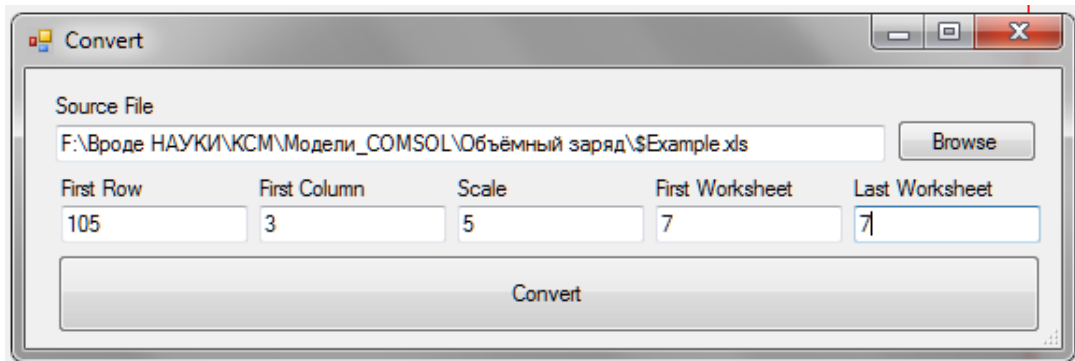 Convert
Source File
F:\Вроде НАУКИ\КСМ\Модели_COMSOL\Объёмный заряд\$Example.xls Browse
First Row First Column Scale First Worksheet Last Worksheet
105 3 5 7 7
Convert